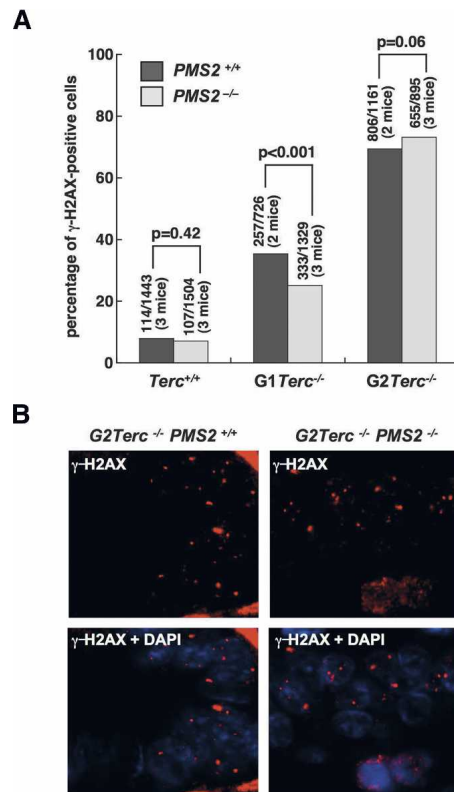 A
percentage of γ-H2AX-positive cells
100
80
60
40
20
0
PMS2 +/+
PMS2 −/−
p=0.42
114/1443
(3 mice)
107/1504
(3 mice)
p<0.001
257/726
(2 mice)
333/1329
(3 mice)
p=0.06
806/1161
(2 mice)
655/895
(3 mice)
Terc+/+
G1Terc-/-
G2Terc-/-
B
G2Terc -/- PMS2 +/+
G2Terc -/- PMS2 -/-
γ-H2AX
γ-H2AX
γ-H2AX + DAPI
γ-H2AX + DAPI